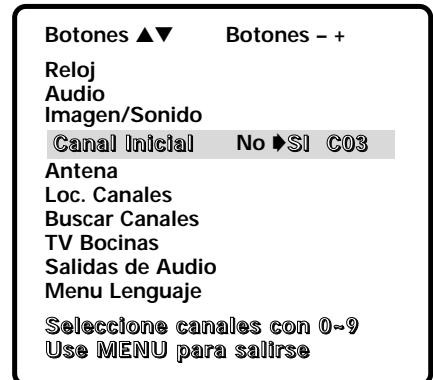 Botones ▲▼ Botones – +
Reloj
Audio
Imagen/Sonido
Canal Inicial No ➧SI C03
Antena
Loc. Canales
Buscar Canales
TV Bocinas
Salidas de Audio
Menu Lenguaje
Seleccione canales con 0~9
Use MENU para salirse